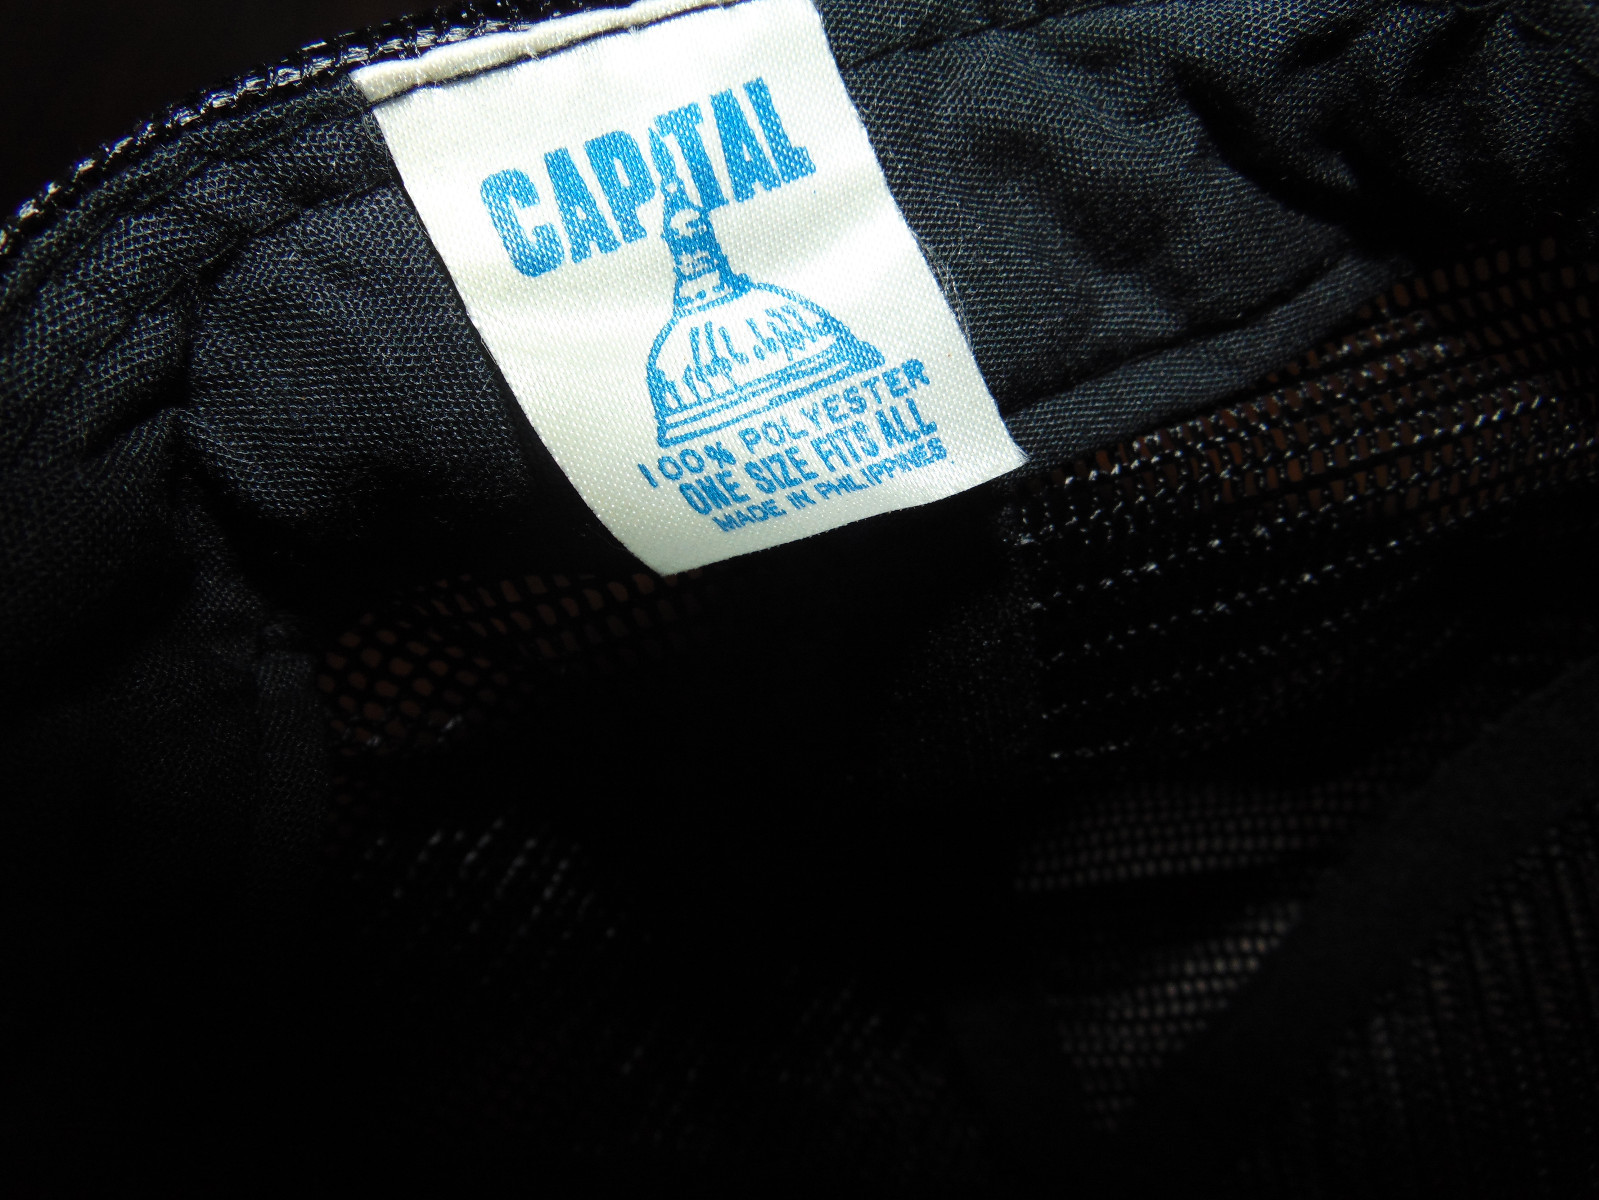 CAPITAL
100% POLYESTER
ONE SIZE FITS ALL
MADE IN PHILIPPINES